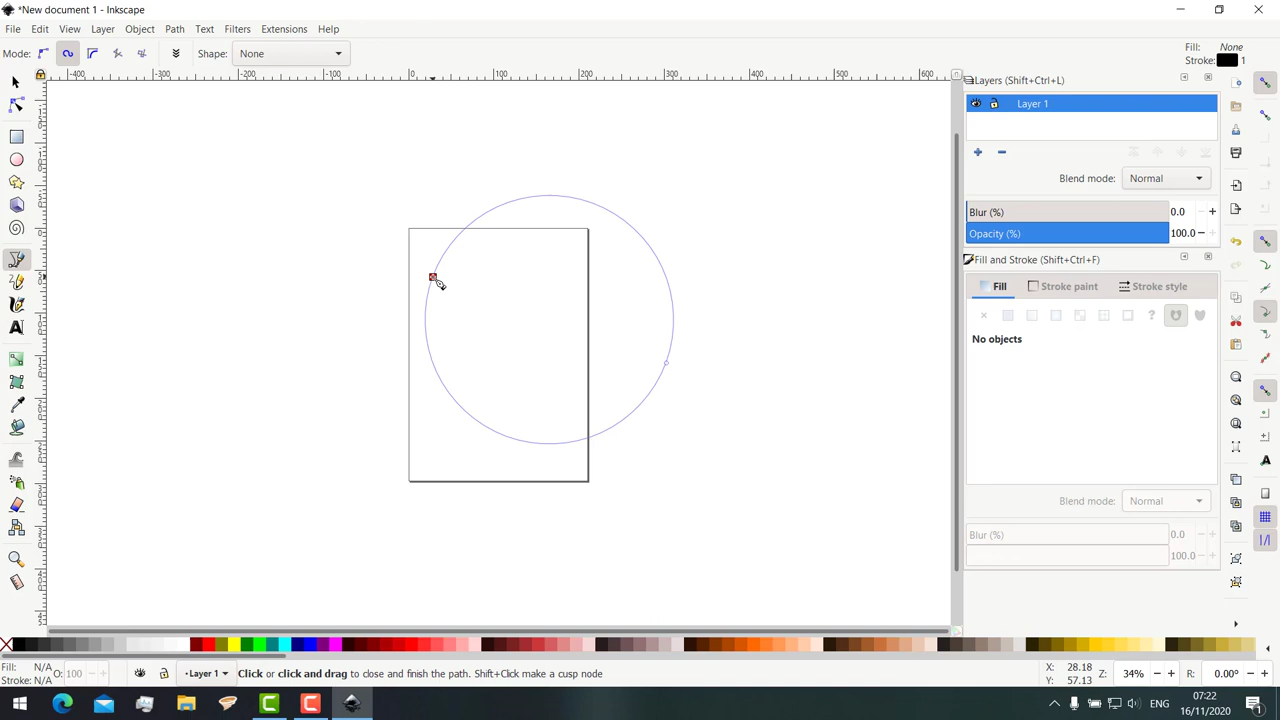 *New document 1 - Inkscape
File Edit View Layer Object Path Text Filters Extensions Help
Mode: Shape: None
Fill: None
Stroke: 1
-400 -300 -200 -100 0 100 200 300 400 500 600
Layers (Shift+Ctrl+L)
Layer 1
Blend mode: Normal
Blur (%) 0.0
Opacity (%) 100.0
Fill and Stroke (Shift+Ctrl+F)
Fill Stroke paint Stroke style
?
No objects
Blend mode: Normal
Blur (%) 0.0
100.0
Fill: N/A
Stroke: N/A
O: 100
Layer 1
Click or click and drag to close and finish the path. Shift+Click make a cusp node
X: 28.18
Y: 57.13
Z: 34%
R: 0.00°
ENG
07:22
16/11/2020
1